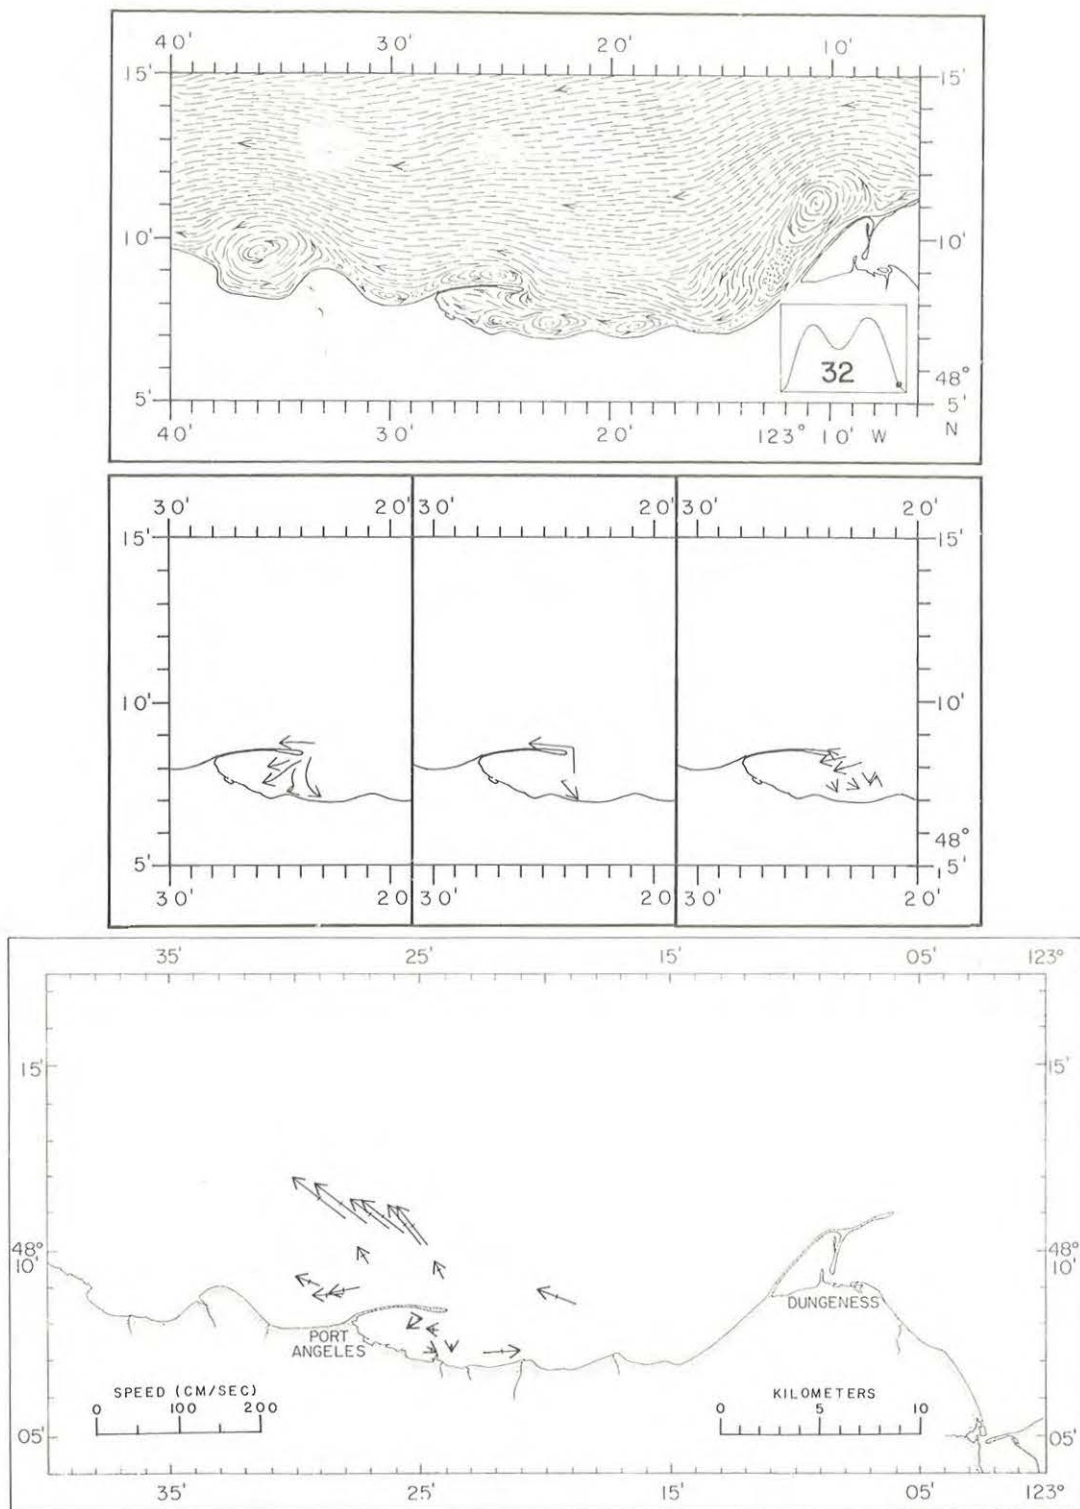 40' 30' 20' 10'
15' 15'
10' 10'
32
48°
5' 5'
40' 30' 20' 123° 10' W N
30' 20' 30' 20' 30' 20'
15' 15'
10' 10'
48°
5' 5'
30' 20' 30' 20' 30' 20'
35' 25' 15' 05' 123°
15' 15'
48° 48°
10' 10'
DUNGENESS
PORT
ANGELES
SPEED (CM/SEC) KILOMETERS
0 100 200 0 5 10
05' 05'
35' 25' 15' 05' 123°